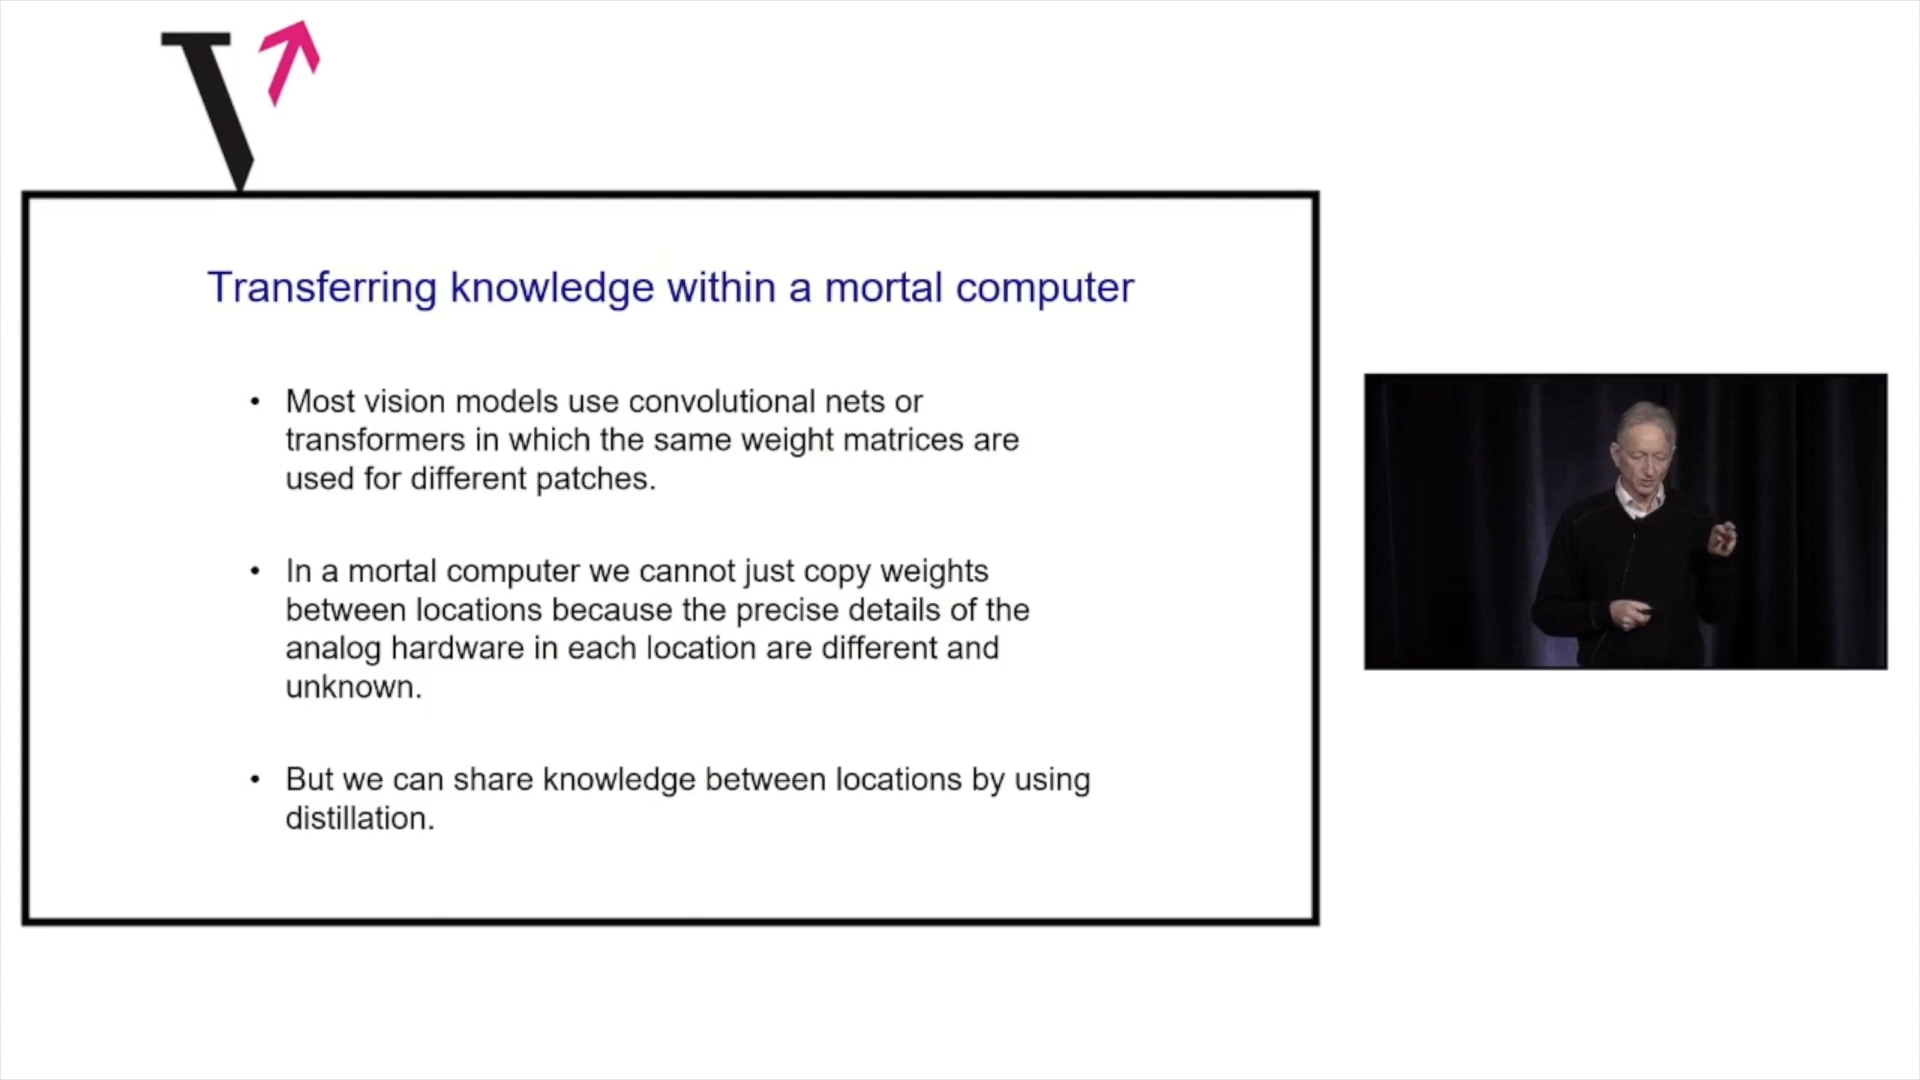 Transferring knowledge within a mortal computer
• Most vision models use convolutional nets or
transformers in which the same weight matrices are
used for different patches.
• In a mortal computer we cannot just copy weights
between locations because the precise details of the
analog hardware in each location are different and
unknown.
• But we can share knowledge between locations by using
distillation.